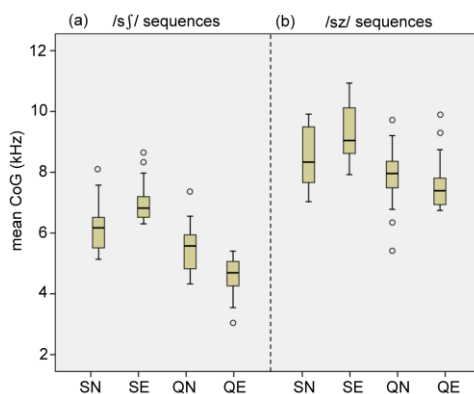 (a) /sʃ/ sequences (b) /sz/ sequences
12
10
8
6
4
2
mean CoG (kHz)
SN SE QN QE SN SE QN QE